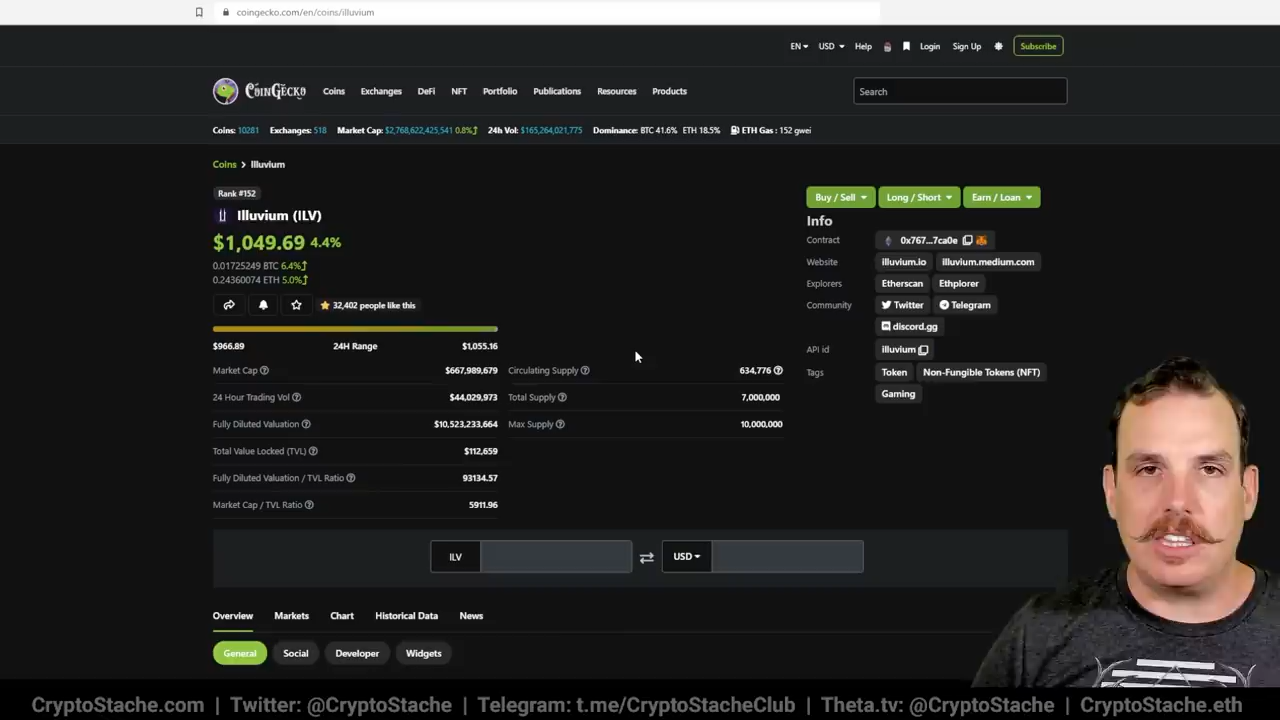 coingecko.com/en/coins/illuvium
EN USD Help Login Sign Up Subscribe
COINGECKO Coins Exchanges DeFi NFT Portfolio Publications Resources Products Search
Coins: 10281 Exchanges: 518 Market Cap: $2,768,622,425,541 0.8% 24h Vol: $165,264,021,775 Dominance: BTC 41.6% ETH 18.5% ETH Gas: 152 gwei
Coins > Illuvium
Rank #152
Illuvium (ILV)
$1,049.69 4.4%
0.01725249 BTC 6.4%
0.24360074 ETH 5.0%
32,402 people like this
$966.89 24H Range $1,055.16
Market Cap $667,989,679
24 Hour Trading Vol $44,029,973
Fully Diluted Valuation $10,523,233,664
Total Value Locked (TVL) $112,659
Fully Diluted Valuation / TVL Ratio 93134.57
Market Cap / TVL Ratio 5911.96
Circulating Supply 634,776
Total Supply 7,000,000
Max Supply 10,000,000
Buy / Sell Long / Short Earn / Loan
Info
Contract 0x767...7ca0e
Website illuvium.io illuvium.medium.com
Explorers Etherscan Ethplorer
Community Twitter Telegram
discord.gg
API id illuvium
Tags Token Non-Fungible Tokens (NFT)
Gaming
ILV USD
Overview Markets Chart Historical Data News
General Social Developer Widgets
CryptoStache.com | Twitter: @CryptoStache | Telegram: t.me/CryptoStacheClub | Theta.tv: @CryptoStache | CryptoStache.eth